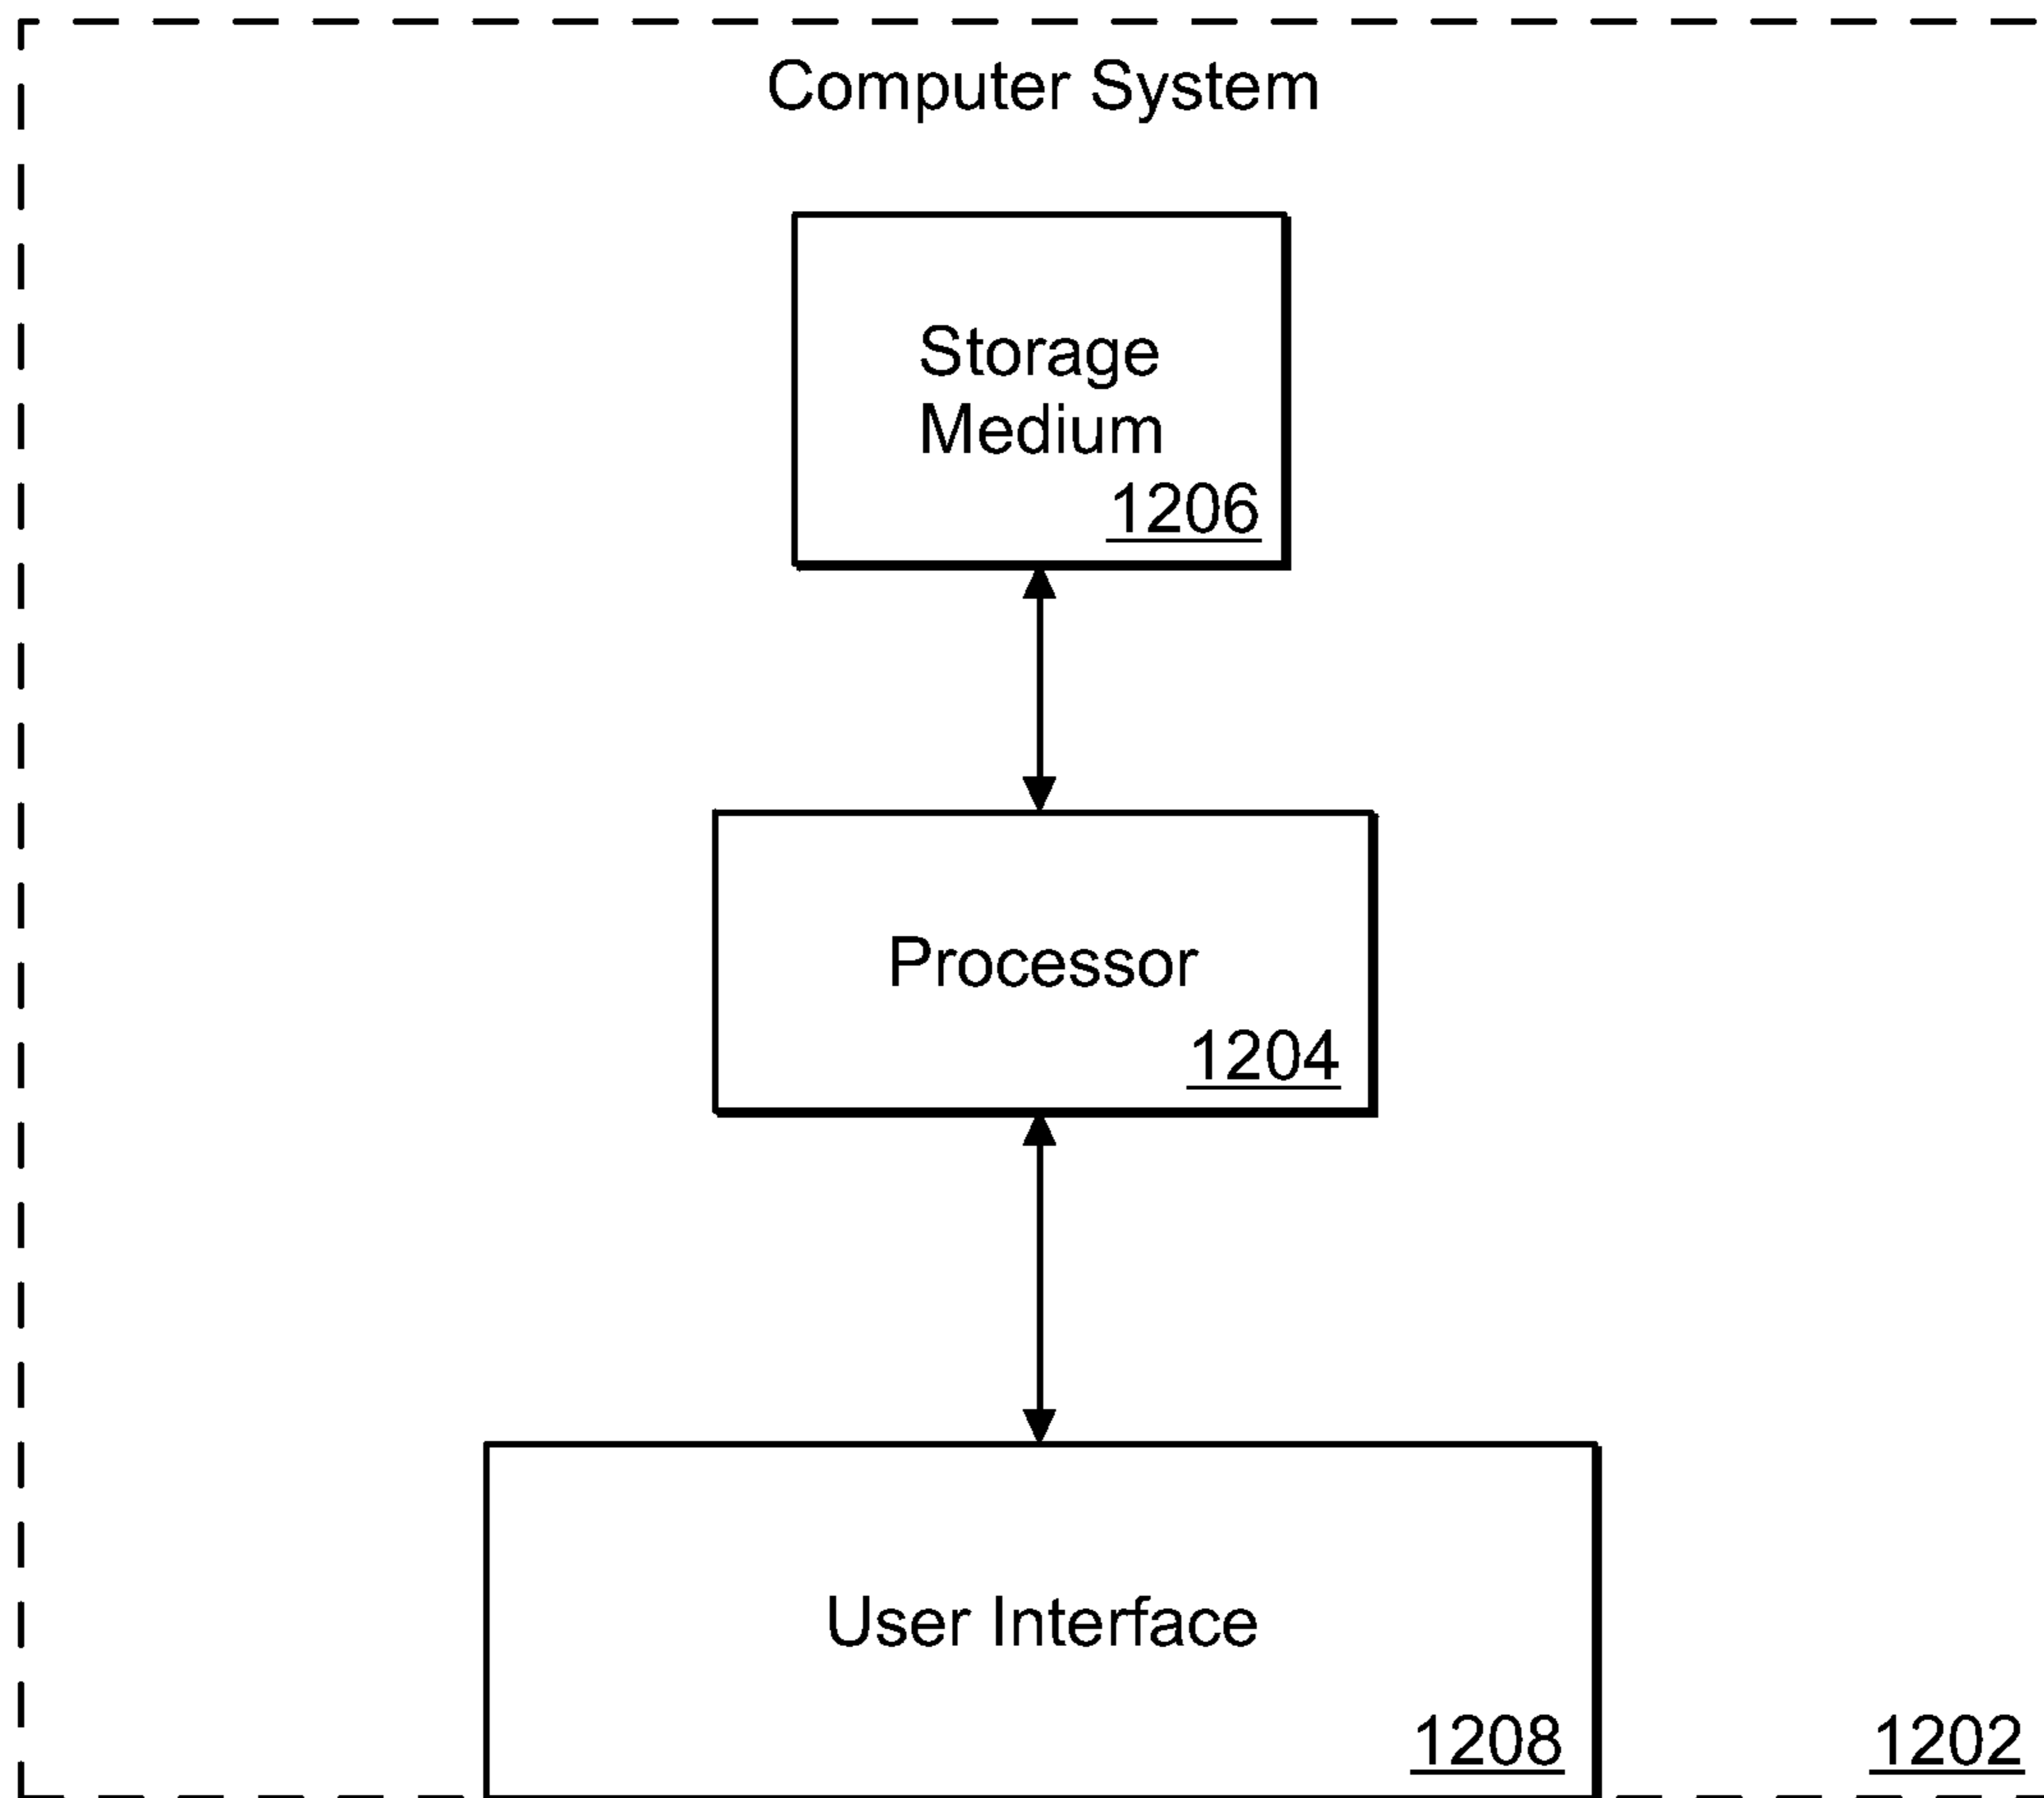 Computer System
Storage
Medium
1206
Processor
1204
User Interface
1208
1202